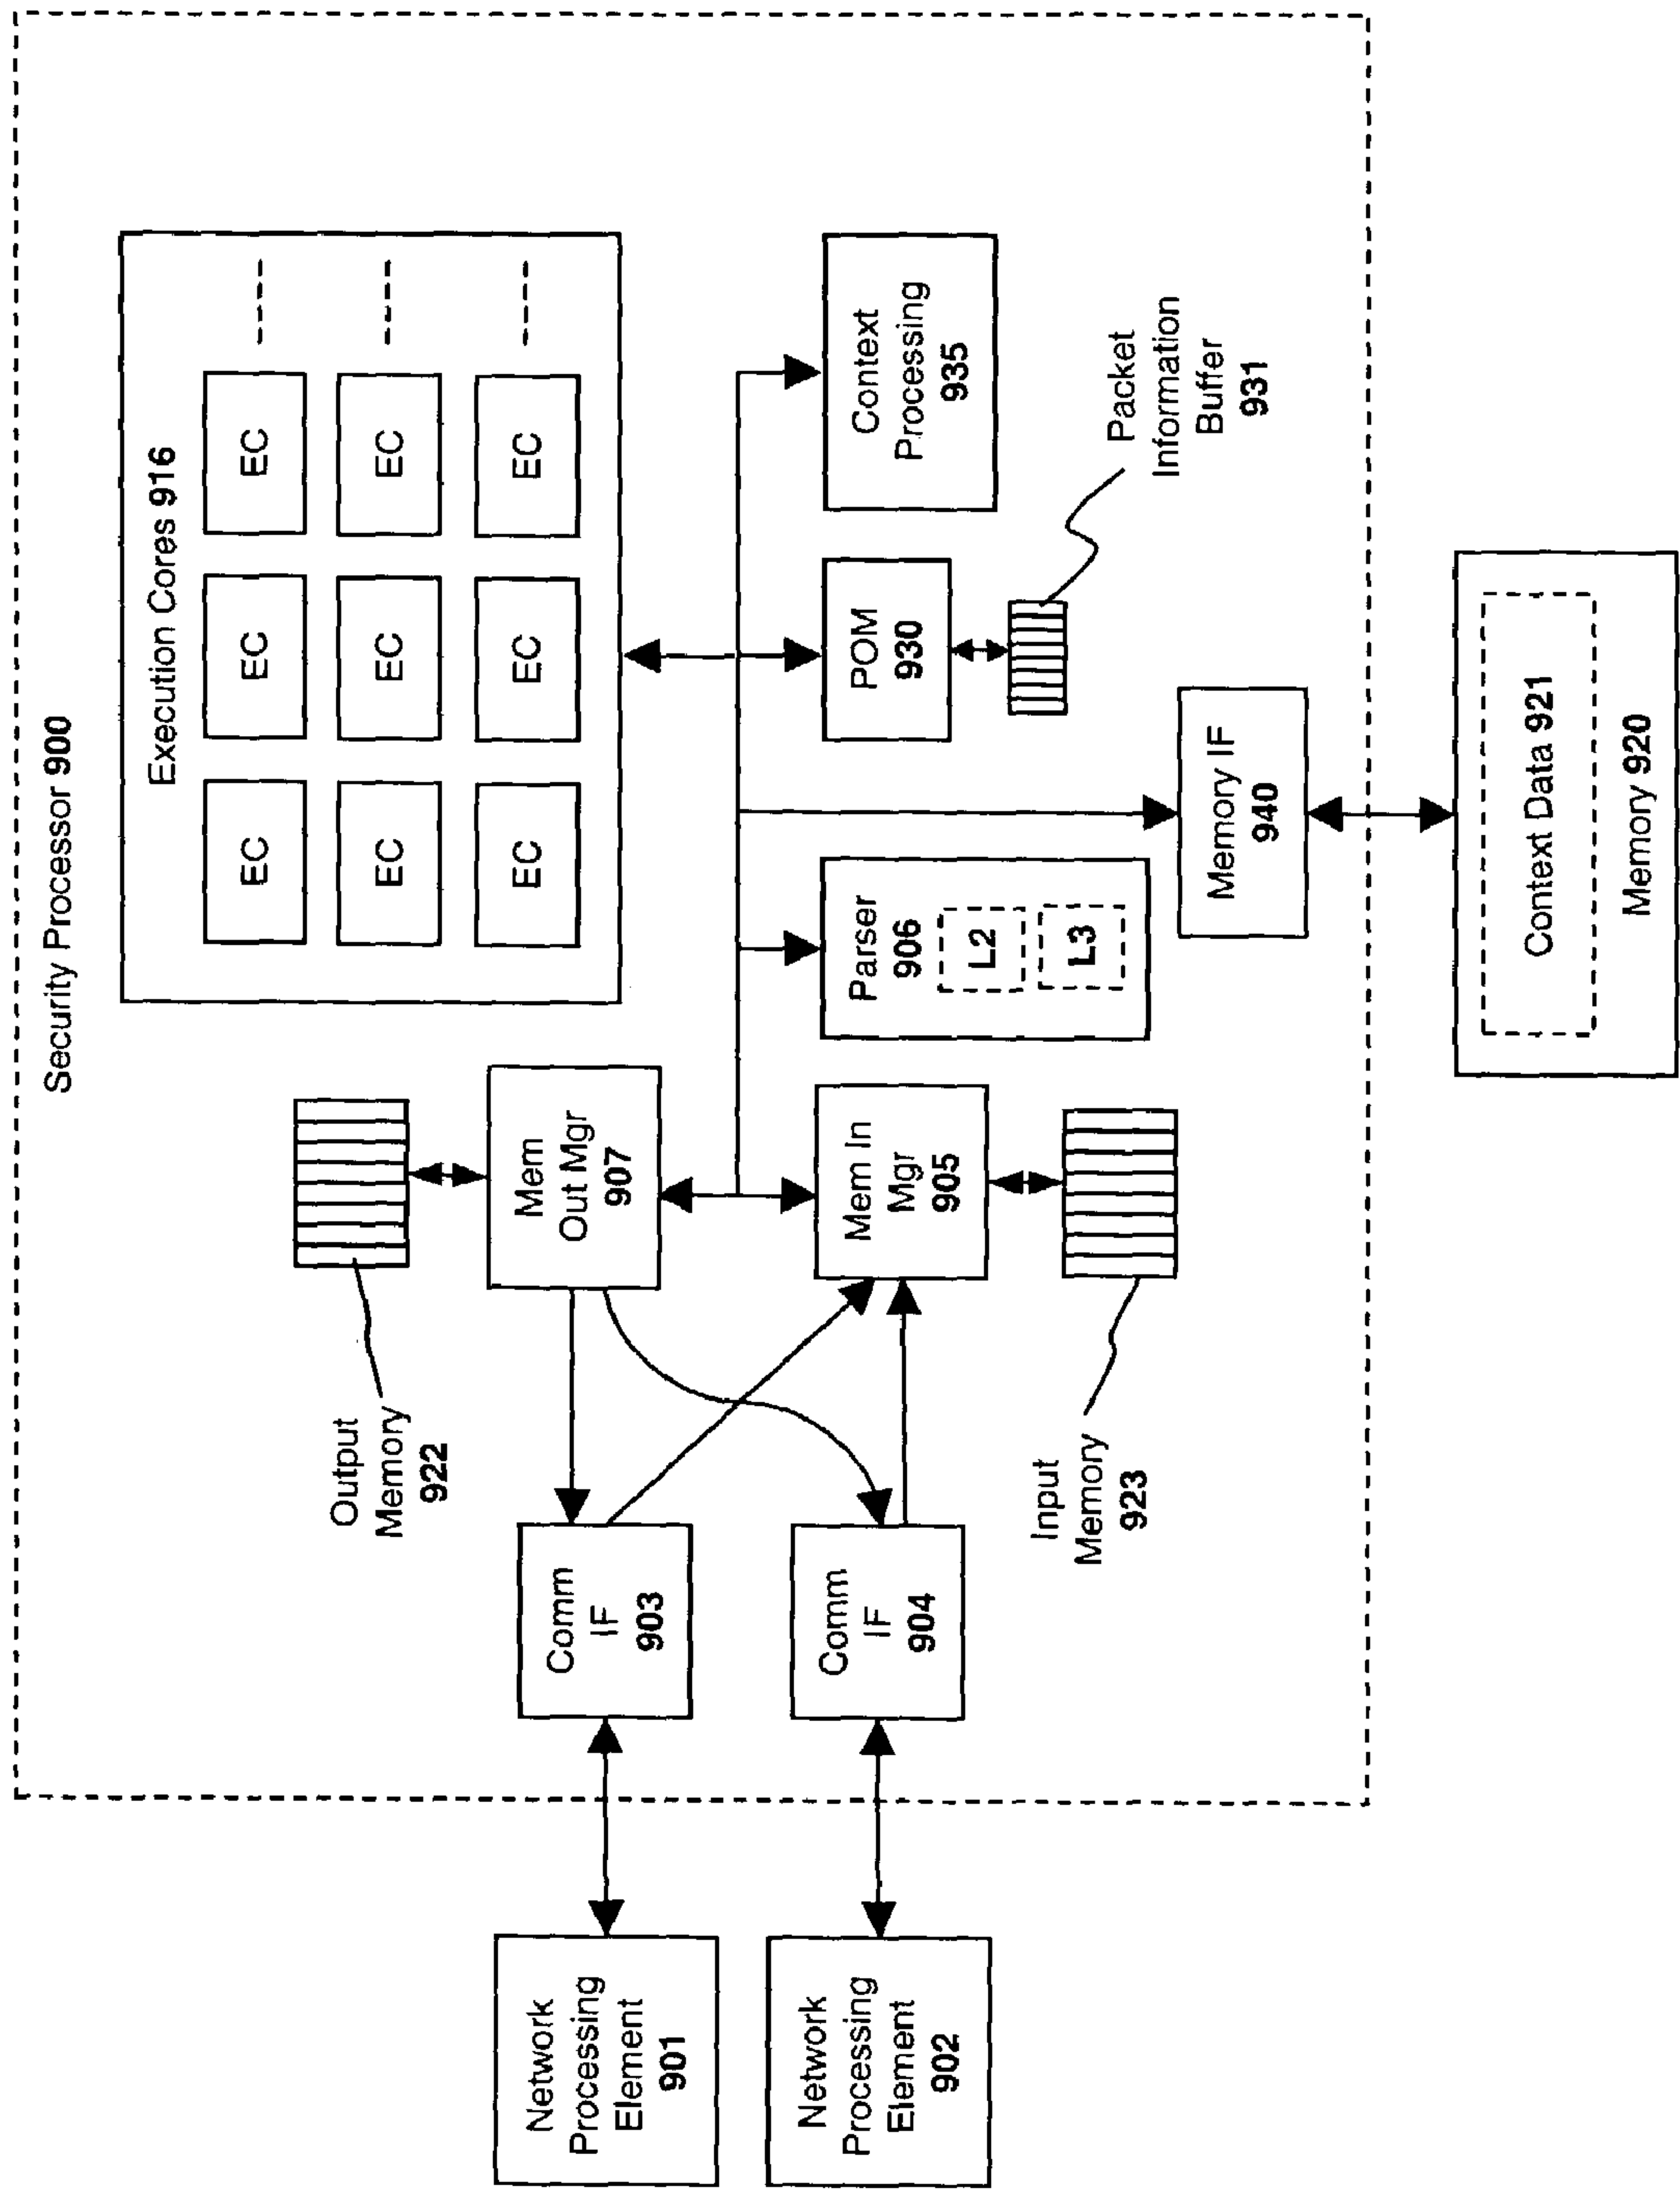 Security Processor 900
Execution Cores 916
EC EC EC
EC EC EC
EC EC EC
Output
Memory
922
Mem
Out Mgr
907
Network
Processing
Element
901
Comm
IF
903
Network
Processing
Element
902
Comm
IF
904
Mem In
Mgr
905
Input
Memory
923
Parser
906
L2
L3
POM
930
Context
Processing
935
Packet
Information
Buffer
931
Memory IF
940
Context Data 921
Memory 920